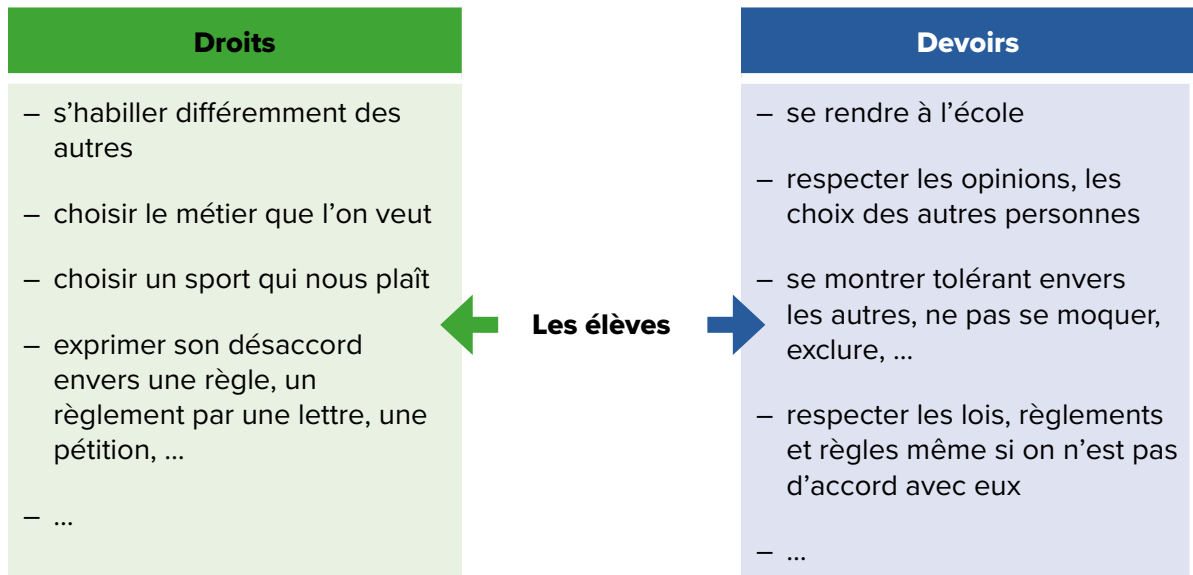 Droits
– s’habiller différemment des
autres
– choisir le métier que l’on veut
– choisir un sport qui nous plaît
– exprimer son désaccord
envers une règle, un
règlement par une lettre, une
pétition, ...
– ...
Les élèves
Devoirs
– se rendre à l’école
– respecter les opinions, les
choix des autres personnes
– se montrer tolérant envers
les autres, ne pas se moquer,
exclure, ...
– respecter les lois, règlements
et règles même si on n’est pas
d’accord avec eux
– ...